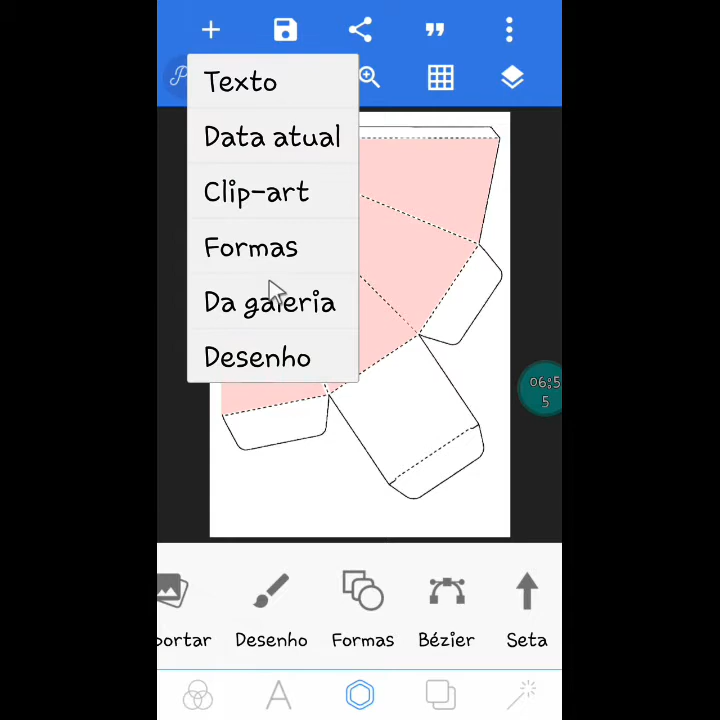 Texto
Data atual
Clip-art
Formas
Da galeria
Desenho
06:5
5
portar
Desenho
Formas
Bézier
Seta
A